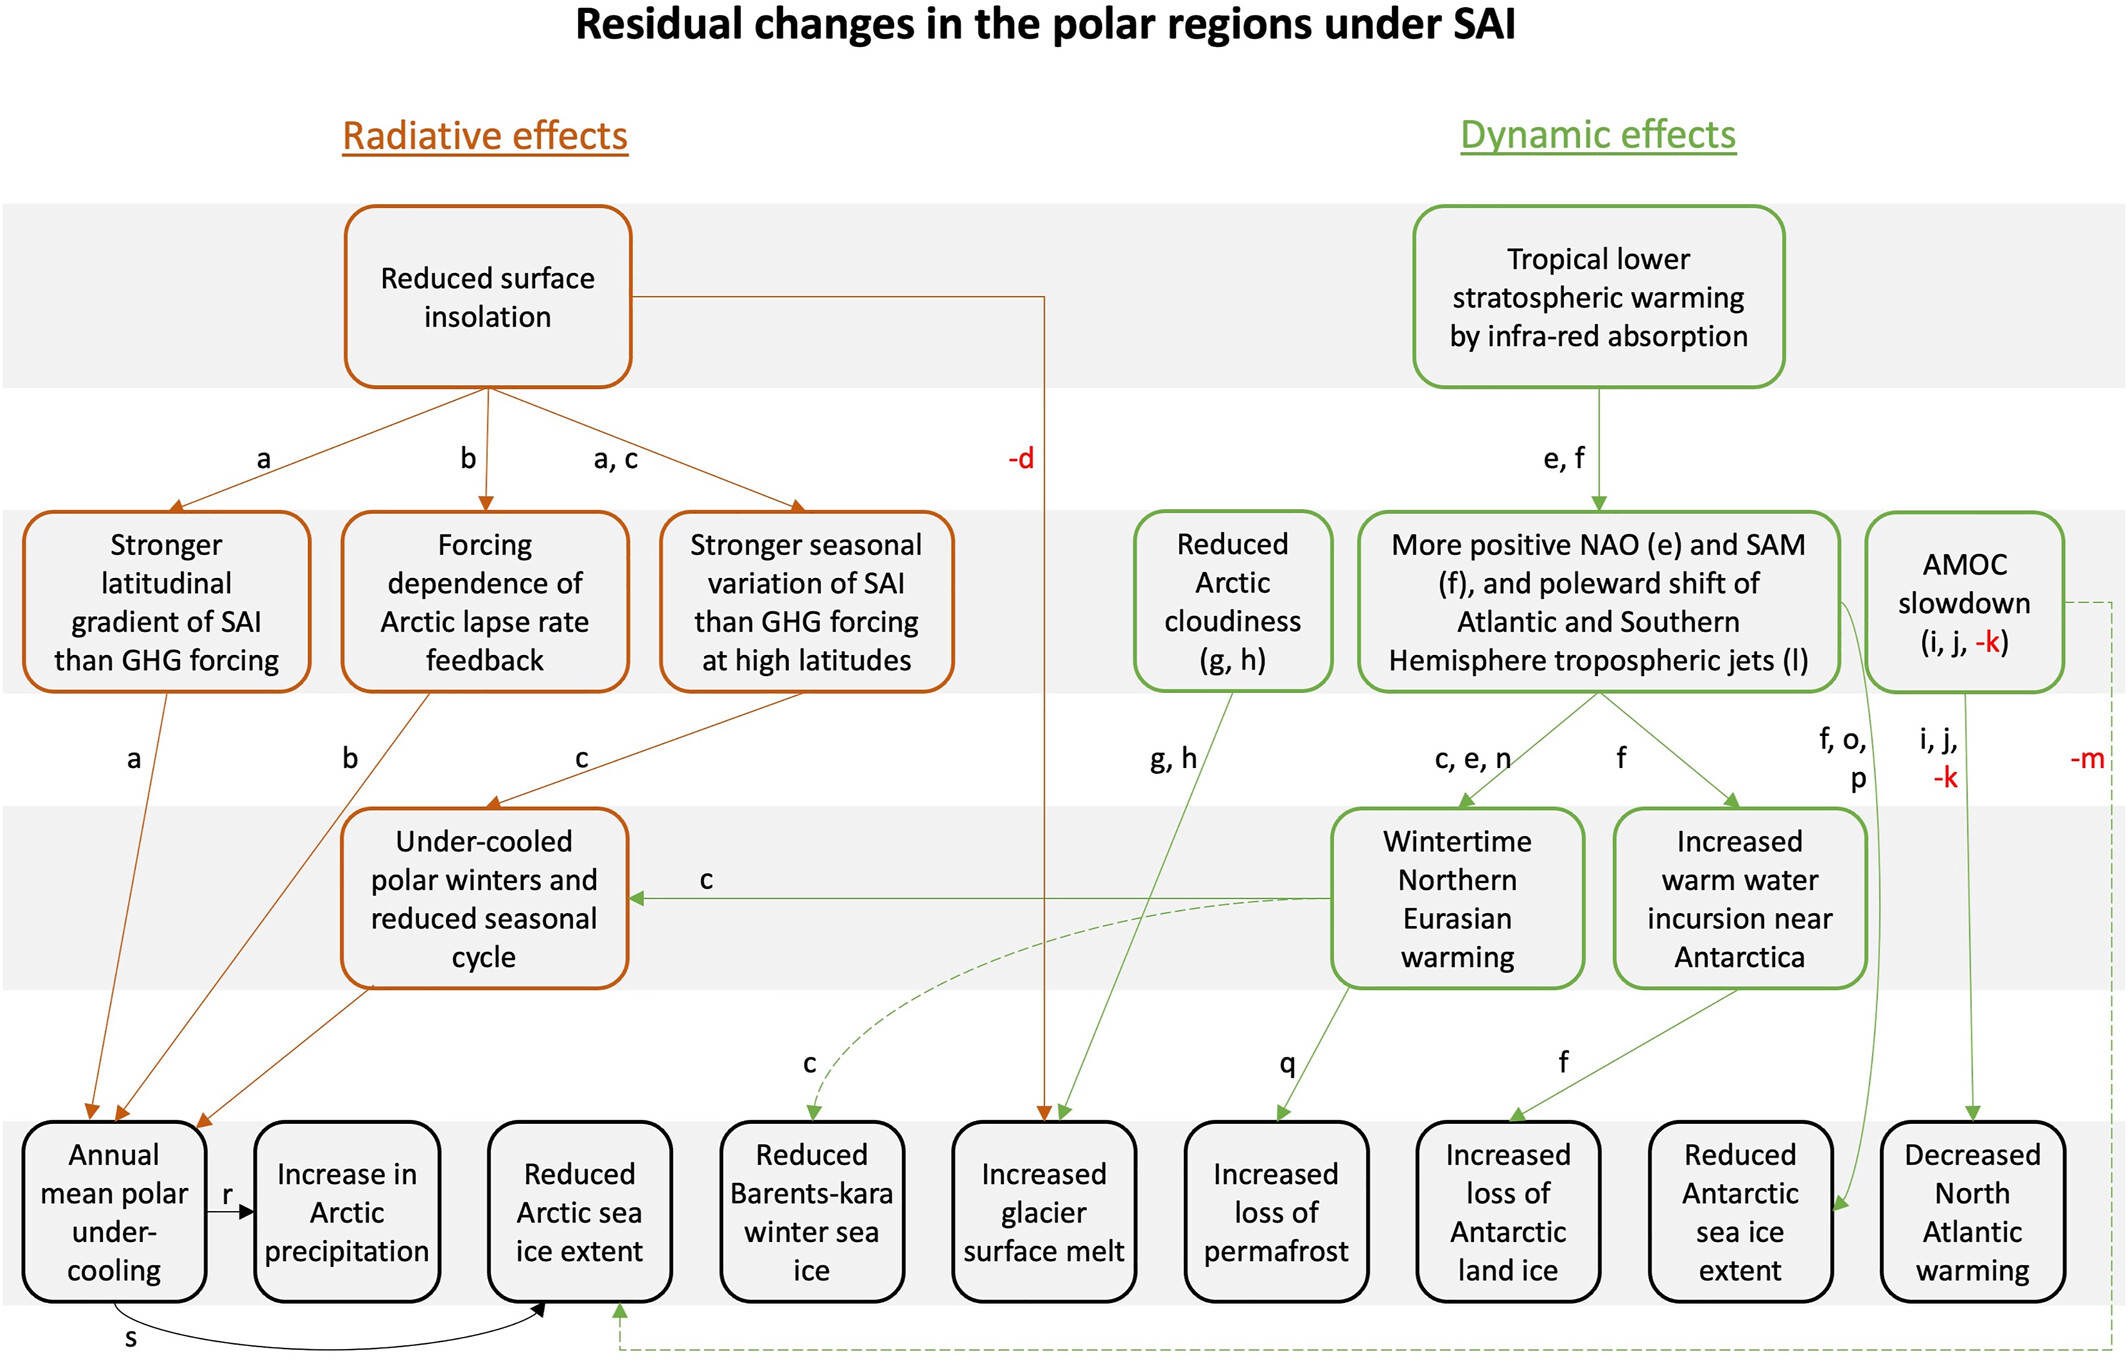 Residual changes in the polar regions under SAI
Radiative effects
Dynamic effects
Reduced surface
insolation
Tropical lower
stratospheric warming
by infra-red absorption
a
b
a, c
-d
e, f
Stronger
latitudinal
gradient of SAI
than GHG forcing
Forcing
dependence of
Arctic lapse rate
feedback
Stronger seasonal
variation of SAI
than GHG forcing
at high latitudes
Reduced
Arctic
cloudiness
(g, h)
More positive NAO (e) and SAM
(f), and poleward shift of
Atlantic and Southern
Hemisphere tropospheric jets (l)
AMOC
slowdown
(i, j, -k)
a
b
c
g, h
c, e, n
f
f, o,
p
i, j,
-k
-m
Under-cooled
polar winters and
reduced seasonal
cycle
c
Wintertime
Northern
Eurasian
warming
Increased
warm water
incursion near
Antarctica
c
q
f
Annual
mean polar
under-
cooling
r
Increase in
Arctic
precipitation
Reduced
Arctic sea
ice extent
Reduced
Barents-kara
winter sea
ice
Increased
glacier
surface melt
Increased
loss of
permafrost
Increased
loss of
Antarctic
land ice
Reduced
Antarctic
sea ice
extent
Decreased
North
Atlantic
warming
s